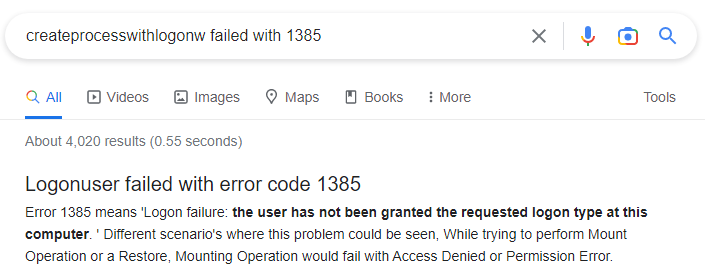 createprocesswithlogonw failed with 1385
All Videos Images Maps Books More Tools
About 4,020 results (0.55 seconds)
Logonuser failed with error code 1385
Error 1385 means 'Logon failure: the user has not been granted the requested logon type at this
computer. ' Different scenario's where this problem could be seen, While trying to perform Mount
Operation or a Restore, Mounting Operation would fail with Access Denied or Permission Error.